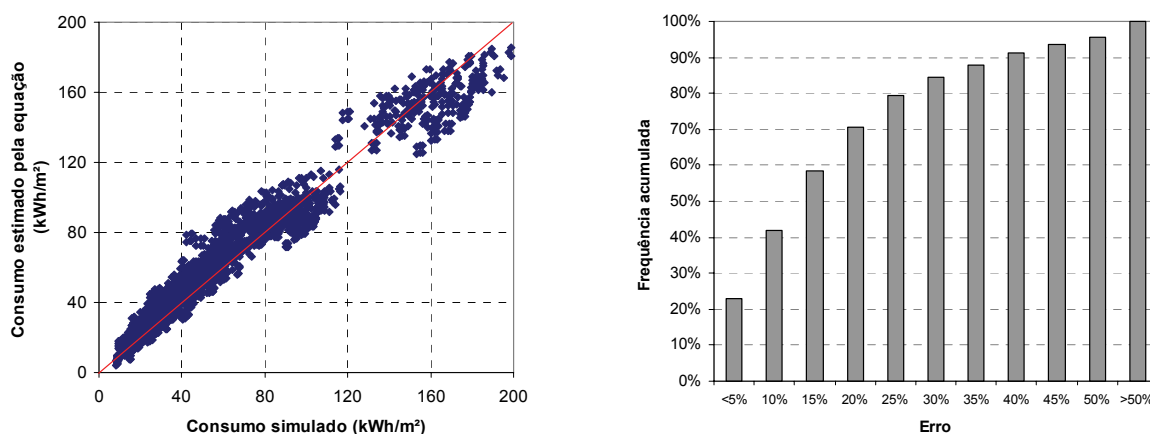 Consumo estimado pela equação
(kWh/m²)
200
160
120
80
40
0
0 40 80 120 160 200
Consumo simulado (kWh/m²)
Frequência acumulada
100%
90%
80%
70%
60%
50%
40%
30%
20%
10%
0%
<5% 10% 15% 20% 25% 30% 35% 40% 45% 50% >50%
Erro